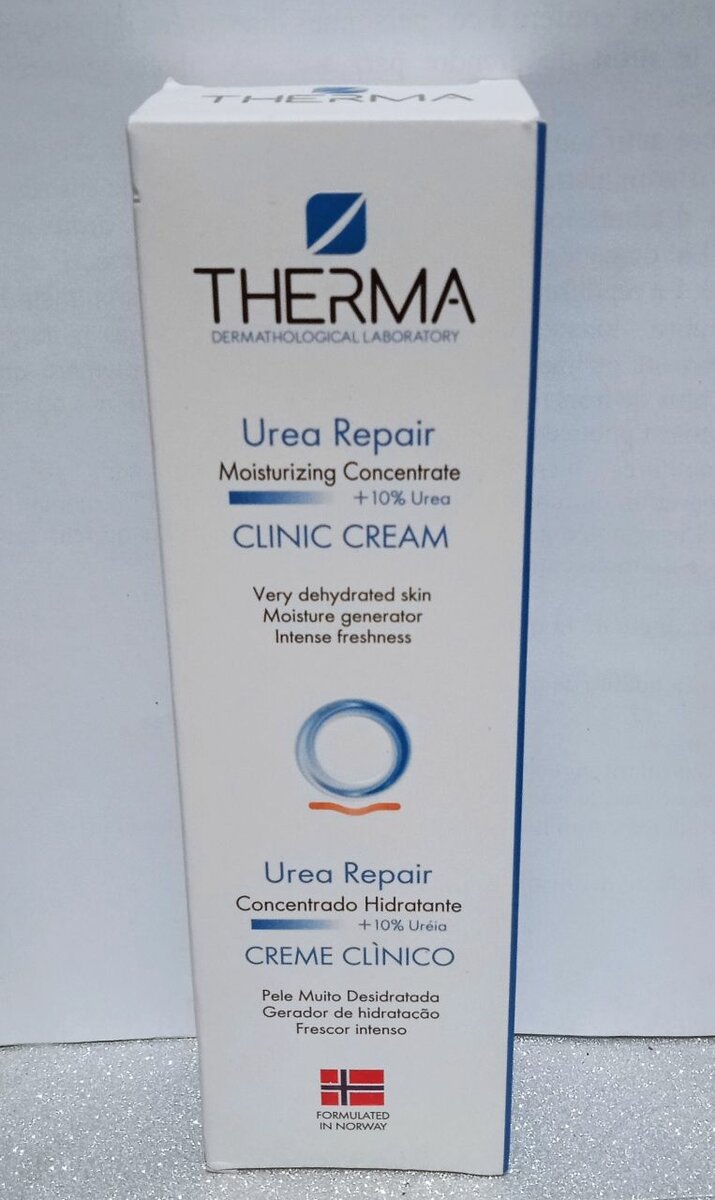 THERMA
THERMA
DERMATHOLOGICAL LABORATORY
Urea Repair
Moisturizing Concentrate
+10% Urea
CLINIC CREAM
Very dehydrated skin
Moisture generator
Intense freshness
Urea Repair
Concentrado Hidratante
+10% Uréia
CREME CLÌNICO
Pele Muito Desidratada
Gerador de hidratacão
Frescor intenso
FORMULATED
IN NORWAY